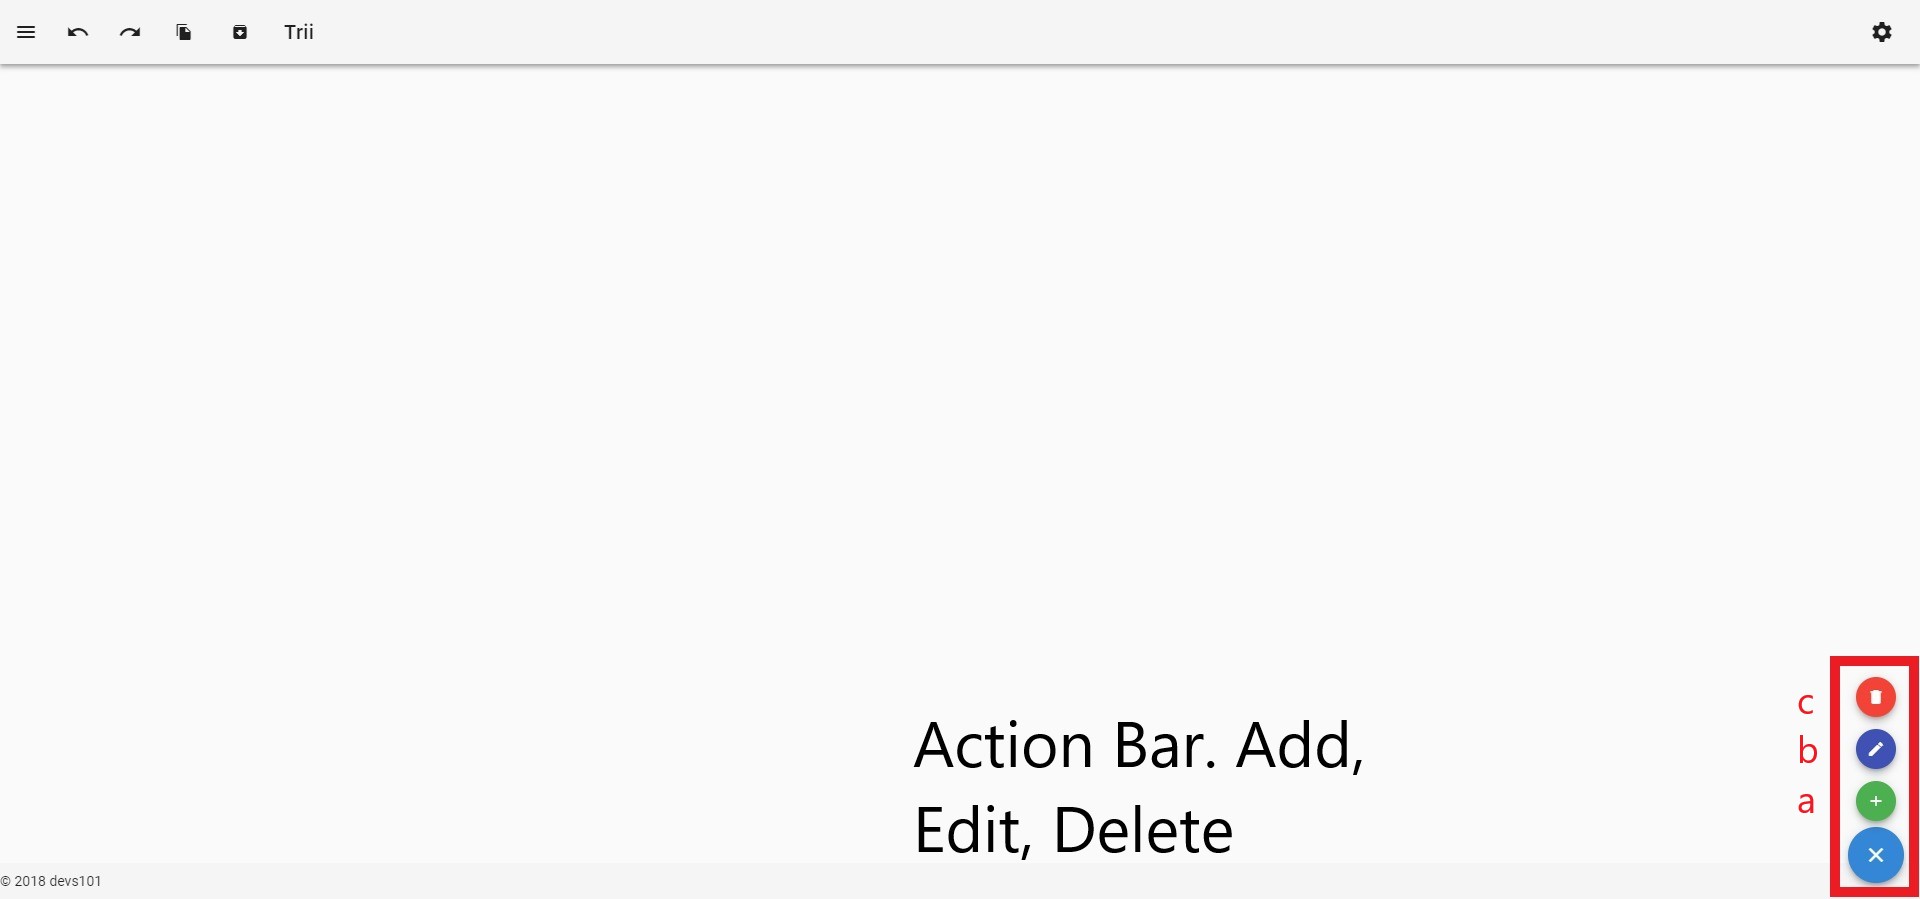 Trii
c
Action Bar. Add,
b
a
Edit, Delete
© 2018 devs101